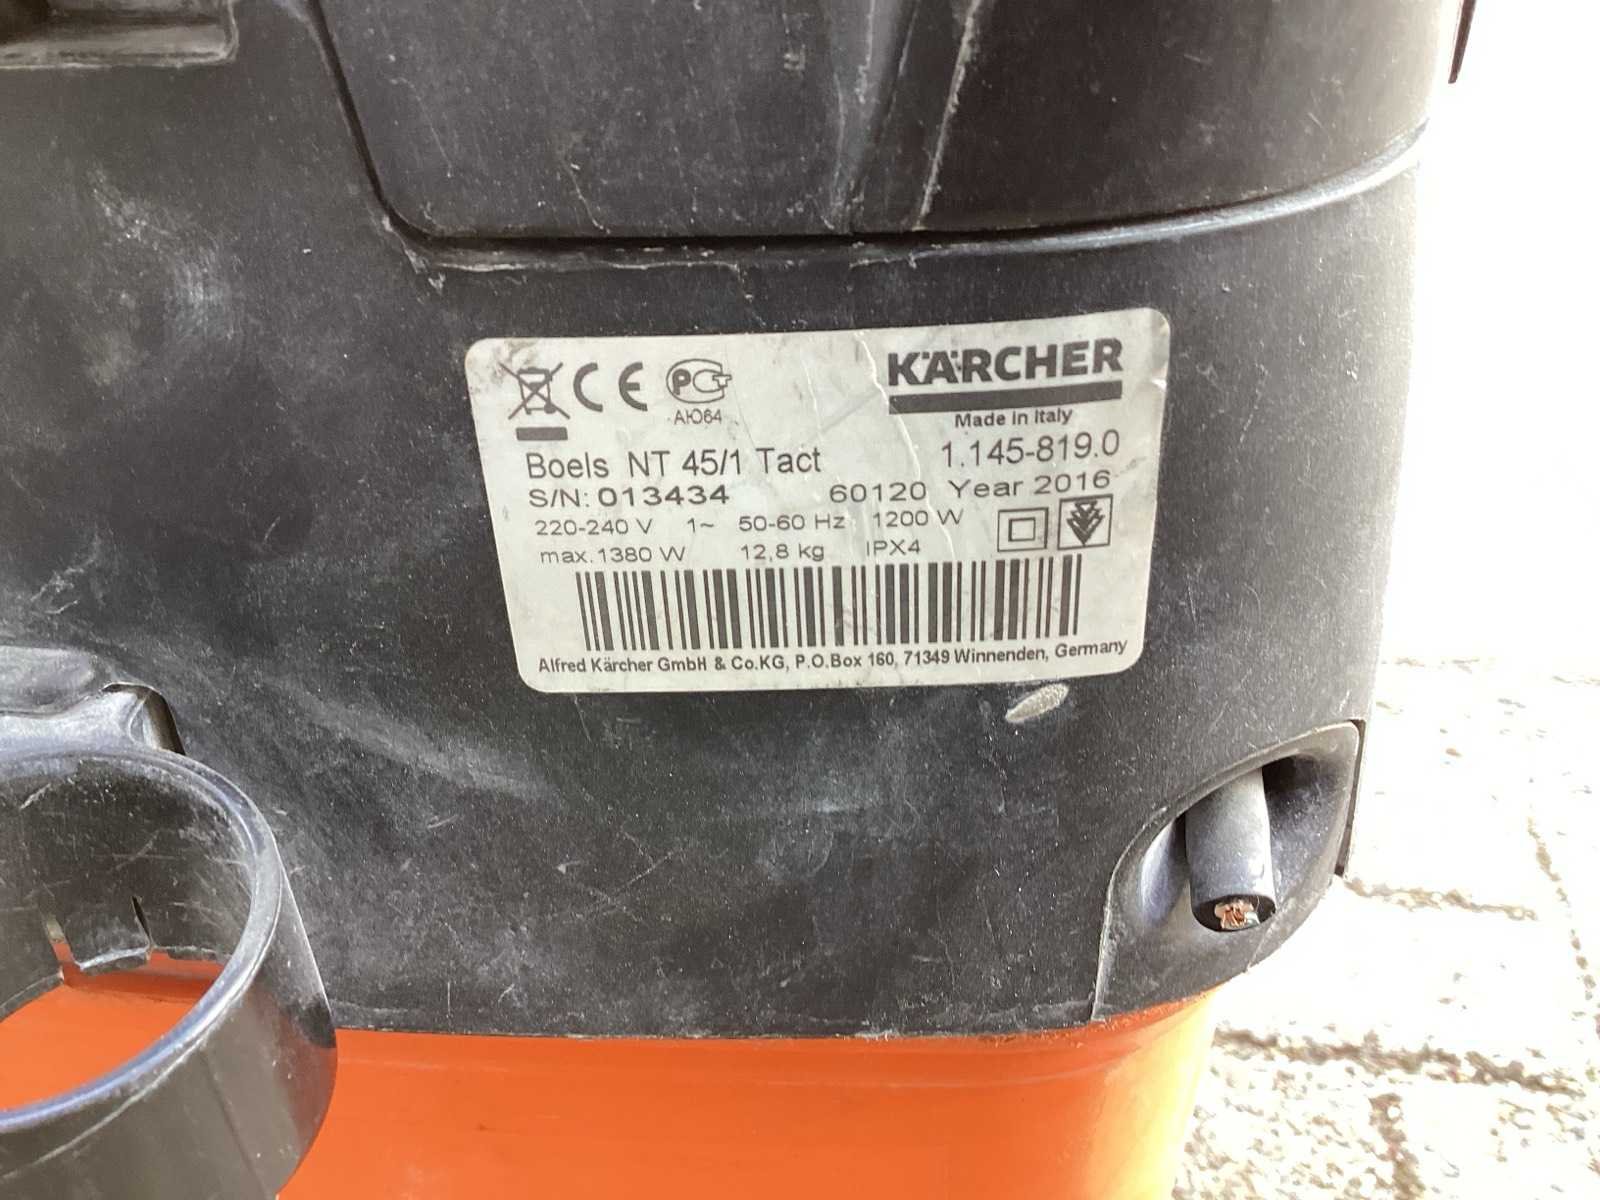 KÄRCHER
CE PCT
АЮ64
Made in Italy
Boels NT 45/1 Tact 1.145-819.0
S/N: 013434 60120 Year 2016
220-240 V 1~ 50-60 Hz 1200 W
max. 1380 W 12,8 kg IPX4
Alfred Kärcher GmbH & Co.KG, P.O.Box 160, 71349 Winnenden, Germany